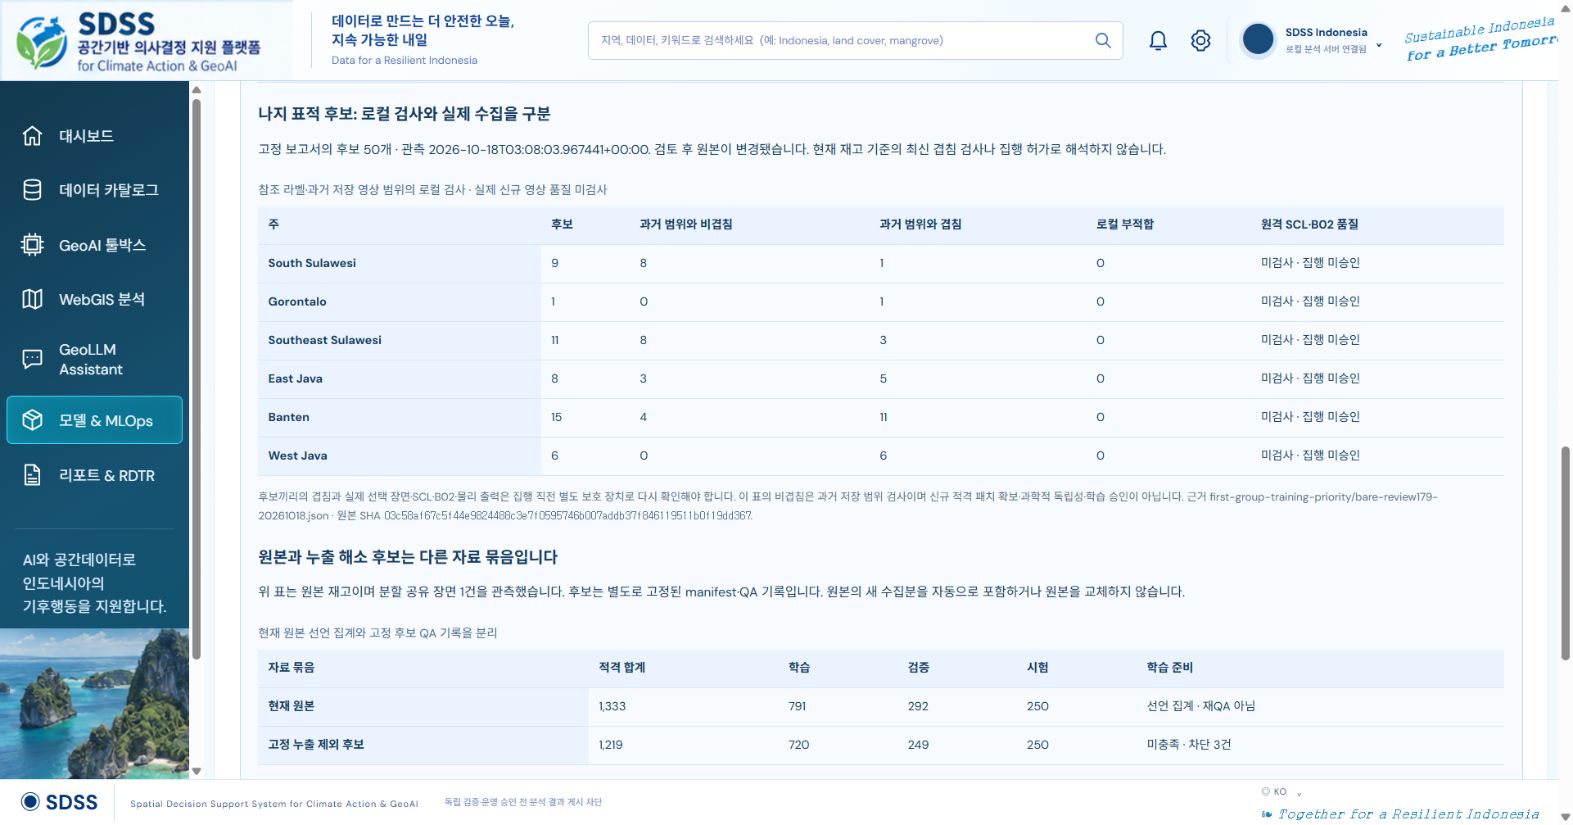 SDSS
공간기반 의사결정 지원 플랫폼
for Climate Action & GeoAI
데이터로 만드는 더 안전한 오늘,
지속 가능한 내일
Data for a Resilient Indonesia
지역, 데이터, 키워드로 검색하세요 (예: Indonesia, land cover, mangrove)
SDSS Indonesia
로컬 분석 서버 연결됨
Sustainable Indonesia
for a Better Tomorr
대시보드
데이터 카탈로그
GeoAI 툴박스
WebGIS 분석
GeoLLM
Assistant
모델 & MLOps
리포트 & RDTR
AI와 공간데이터로
인도네시아의
기후행동을 지원합니다.
나지 표적 후보: 로컬 검사와 실제 수집을 구분
고정 보고서의 후보 50개 · 관측 2026-10-18T03:08:03.967441+00:00. 검토 후 원본이 변경됐습니다. 현재 재고 기준의 최신 겹침 검사나 집행 허가로 해석하지 않습니다.
참조 라벨·과거 저장 영상 범위의 로컬 검사 · 실제 신규 영상 품질 미검사
주 후보 과거 범위와 비겹침 과거 범위와 겹침 로컬 부적합 원격 SCL·B02 품질
South Sulawesi 9 8 1 0 미검사 · 집행 미승인
Gorontalo 1 0 1 0 미검사 · 집행 미승인
Southeast Sulawesi 11 8 3 0 미검사 · 집행 미승인
East Java 8 3 5 0 미검사 · 집행 미승인
Banten 15 4 11 0 미검사 · 집행 미승인
West Java 6 0 6 0 미검사 · 집행 미승인
후보끼리의 겹침과 실제 선택 장면·SCL·B02·물리 출력은 집행 직전 별도 보호 장치로 다시 확인해야 합니다. 이 표의 비겹침은 과거 저장 범위 검사이며 신규 적격 패치 확보·과학적 독립성·학습 승인이 아닙니다. 근거 first-group-training-priority/bare-review179-
20261018.json · 원본 SHA 03c58af67c5f44e9824488c3e7f0595746b007addb37f846119511b0f19dd367.
원본과 누출 해소 후보는 다른 자료 묶음입니다
위 표는 원본 재고이며 분할 공유 장면 1건을 관측했습니다. 후보는 별도로 고정된 manifest·QA 기록입니다. 원본의 새 수집분을 자동으로 포함하거나 원본을 교체하지 않습니다.
현재 원본 선언 집계와 고정 후보 QA 기록을 분리
자료 묶음 적격 합계 학습 검증 시험 학습 준비
현재 원본 1,333 791 292 250 선언 집계 · 재QA 아님
고정 누출 제외 후보 1,219 720 249 250 미충족 · 차단 3건
SDSS
Spatial Decision Support System for Climate Action & GeoAI
독립 검증·운영 승인 전 분석 결과 게시 차단
KO
Together for a Resilient Indonesia